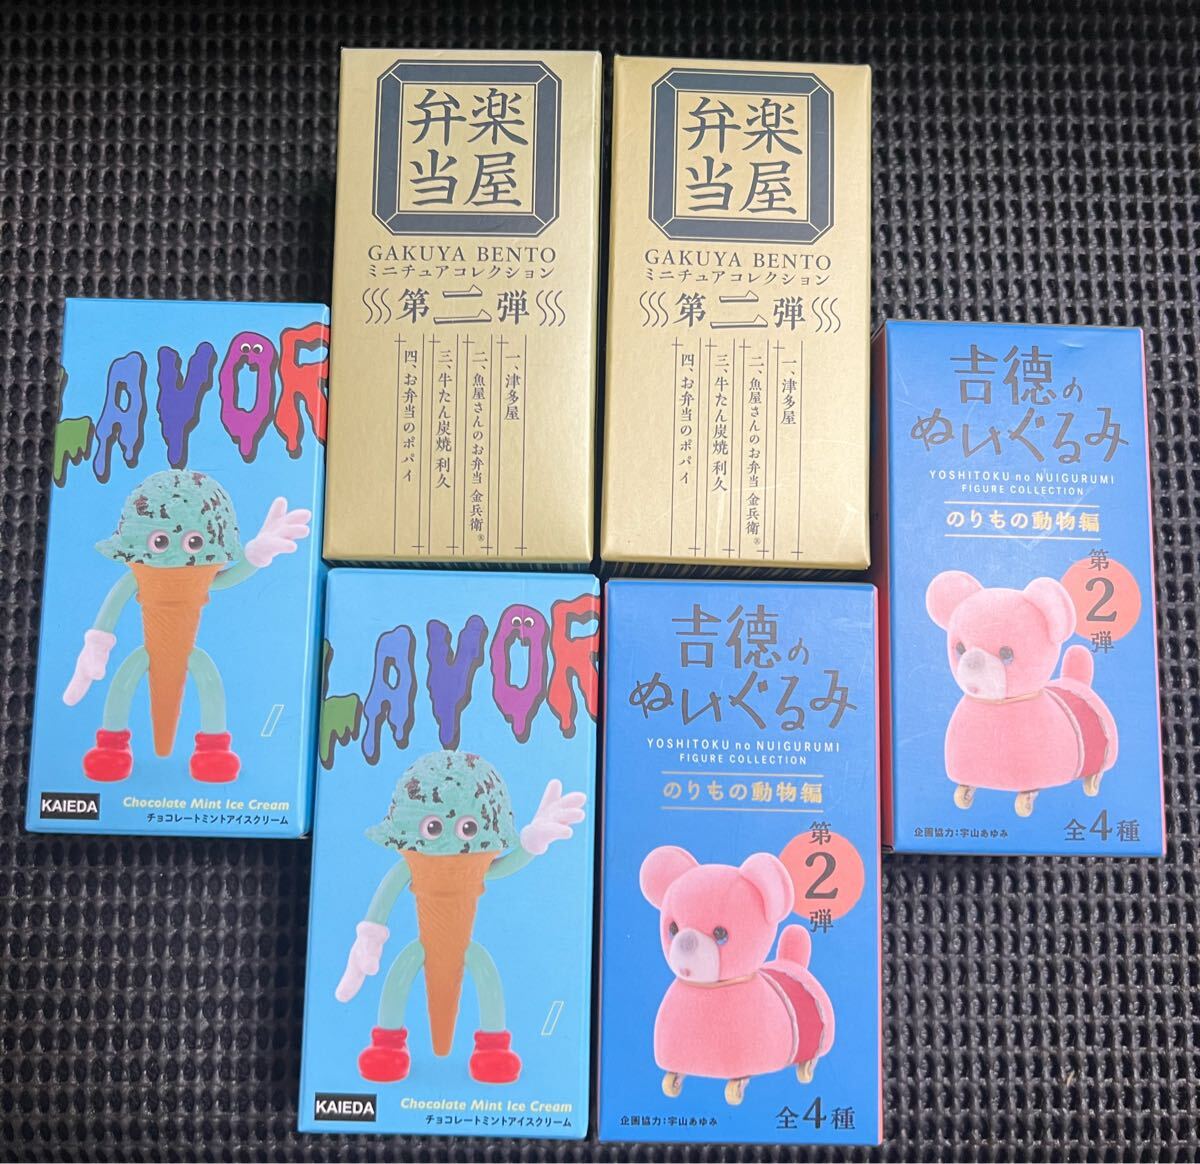 楽屋
弁当
GAKUYA BENTO
ミニチュアコレクション
第二弾
一、津多屋
二、魚屋さんのお弁当 金兵衛®
三、牛たん炭焼 利久
四、お弁当のポパイ
楽屋
弁当
GAKUYA BENTO
ミニチュアコレクション
第二弾
一、津多屋
二、魚屋さんのお弁当 金兵衛®
三、牛たん炭焼 利久
四、お弁当のポパイ
LAVOR
KAIEDA
Chocolate Mint Ice Cream
チョコレートミントアイスクリーム
吉德の
ぬいぐるみ
YOSHITOKU no NUIGURUMI
FIGURE COLLECTION
のりもの動物編
第2弾
企画協力:宇山あゆみ
全4種
LAVOR
KAIEDA
Chocolate Mint Ice Cream
チョコレートミントアイスクリーム
吉德の
ぬいぐるみ
YOSHITOKU no NUIGURUMI
FIGURE COLLECTION
のりもの動物編
第2弾
企画協力:宇山あゆみ
全4種